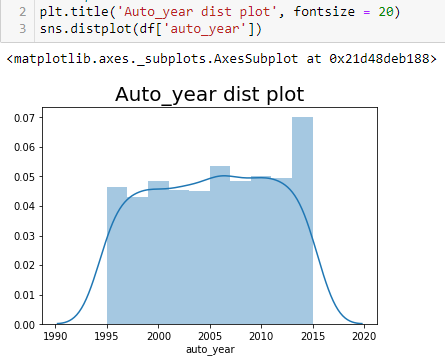 2 plt.title('Auto_year dist plot', fontsize = 20)
3 sns.distplot(df['auto_year'])
<matplotlib.axes._subplots.AxesSubplot at 0x21d48deb188>
Auto_year dist plot
0.07
0.06
0.05
0.04
0.03
0.02
0.01
0.00
1990 1995 2000 2005 2010 2015 2020
auto_year